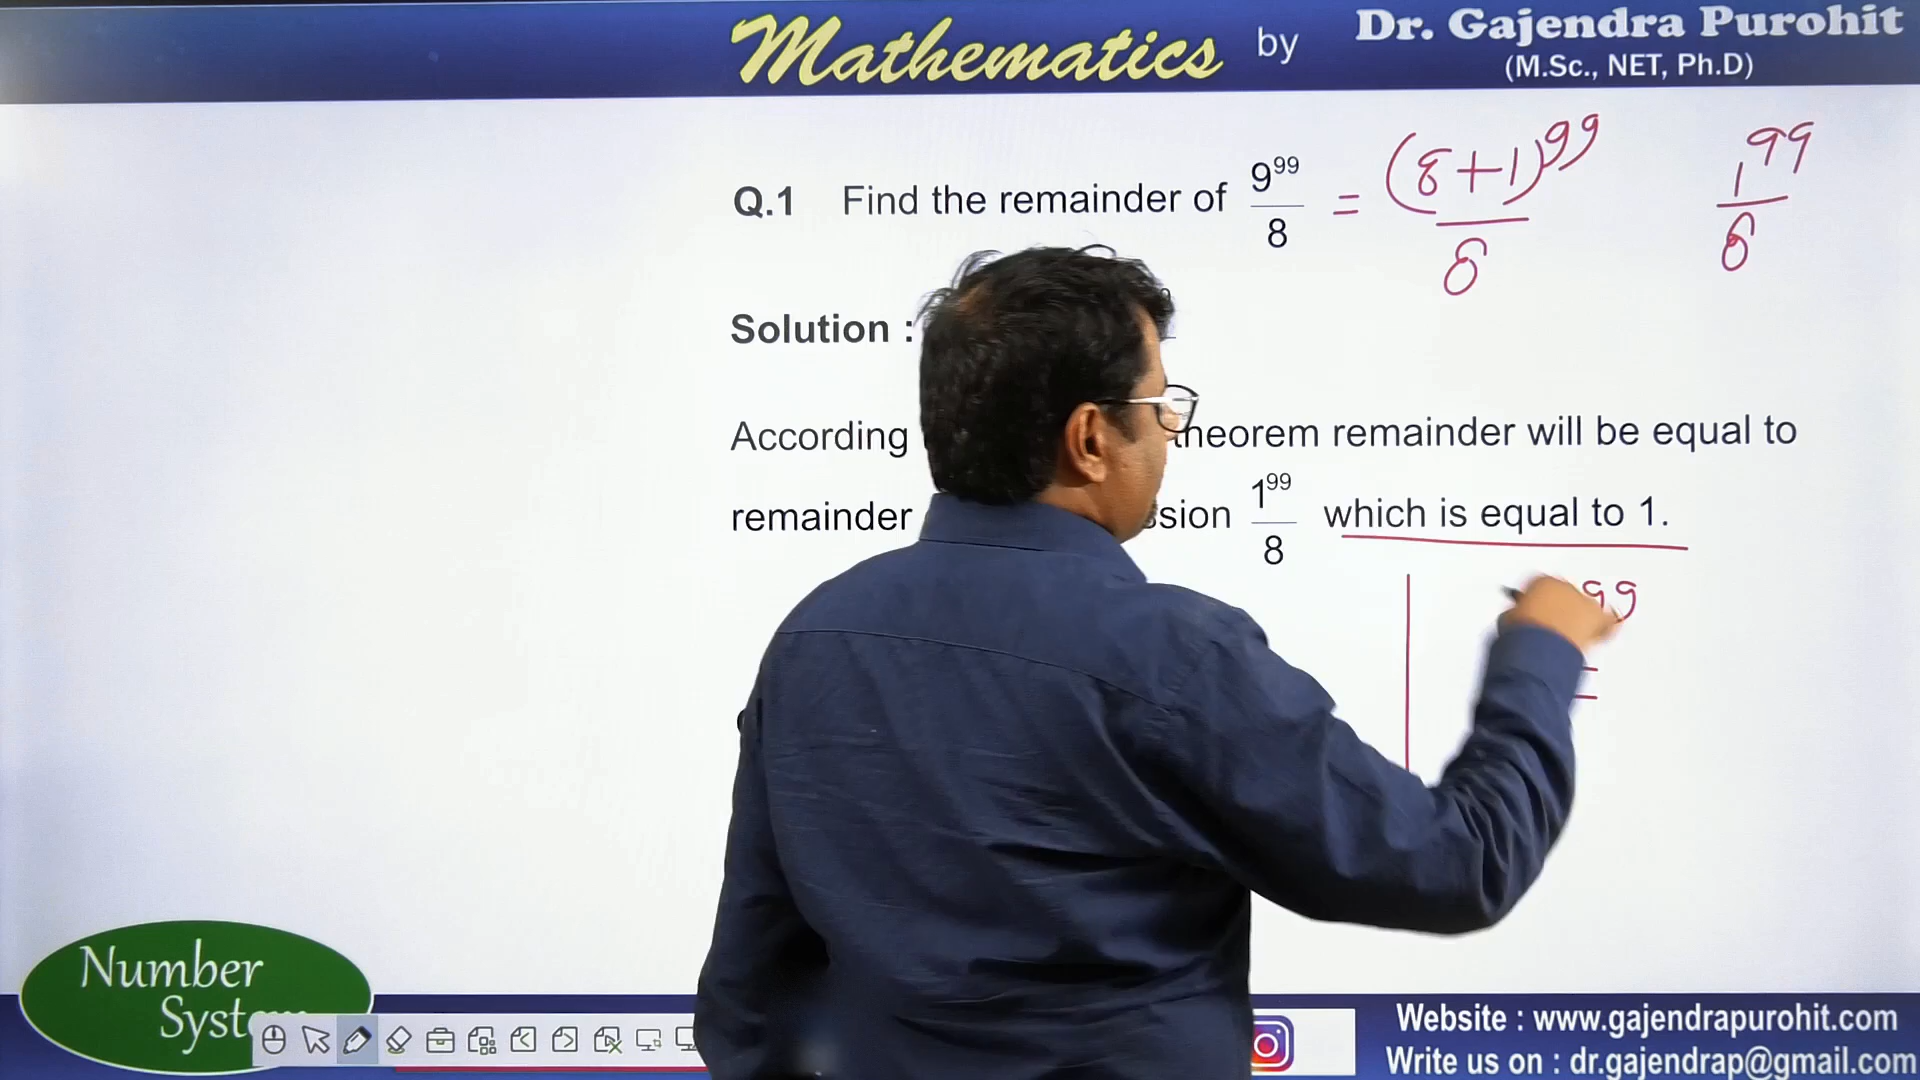 Mathematics by Dr. Gajendra Purohit
(M.Sc., NET, Ph.D)
Q.1 Find the remainder of 9^99/8 = (8+1)^99/8 1^99/8
Solution :
According theorem remainder will be equal to
remainder 1^99/8 which is equal to 1.
99
Number
Website : www.gajendrapurohit.com
Write us on : dr.gajendrap@gmail.com